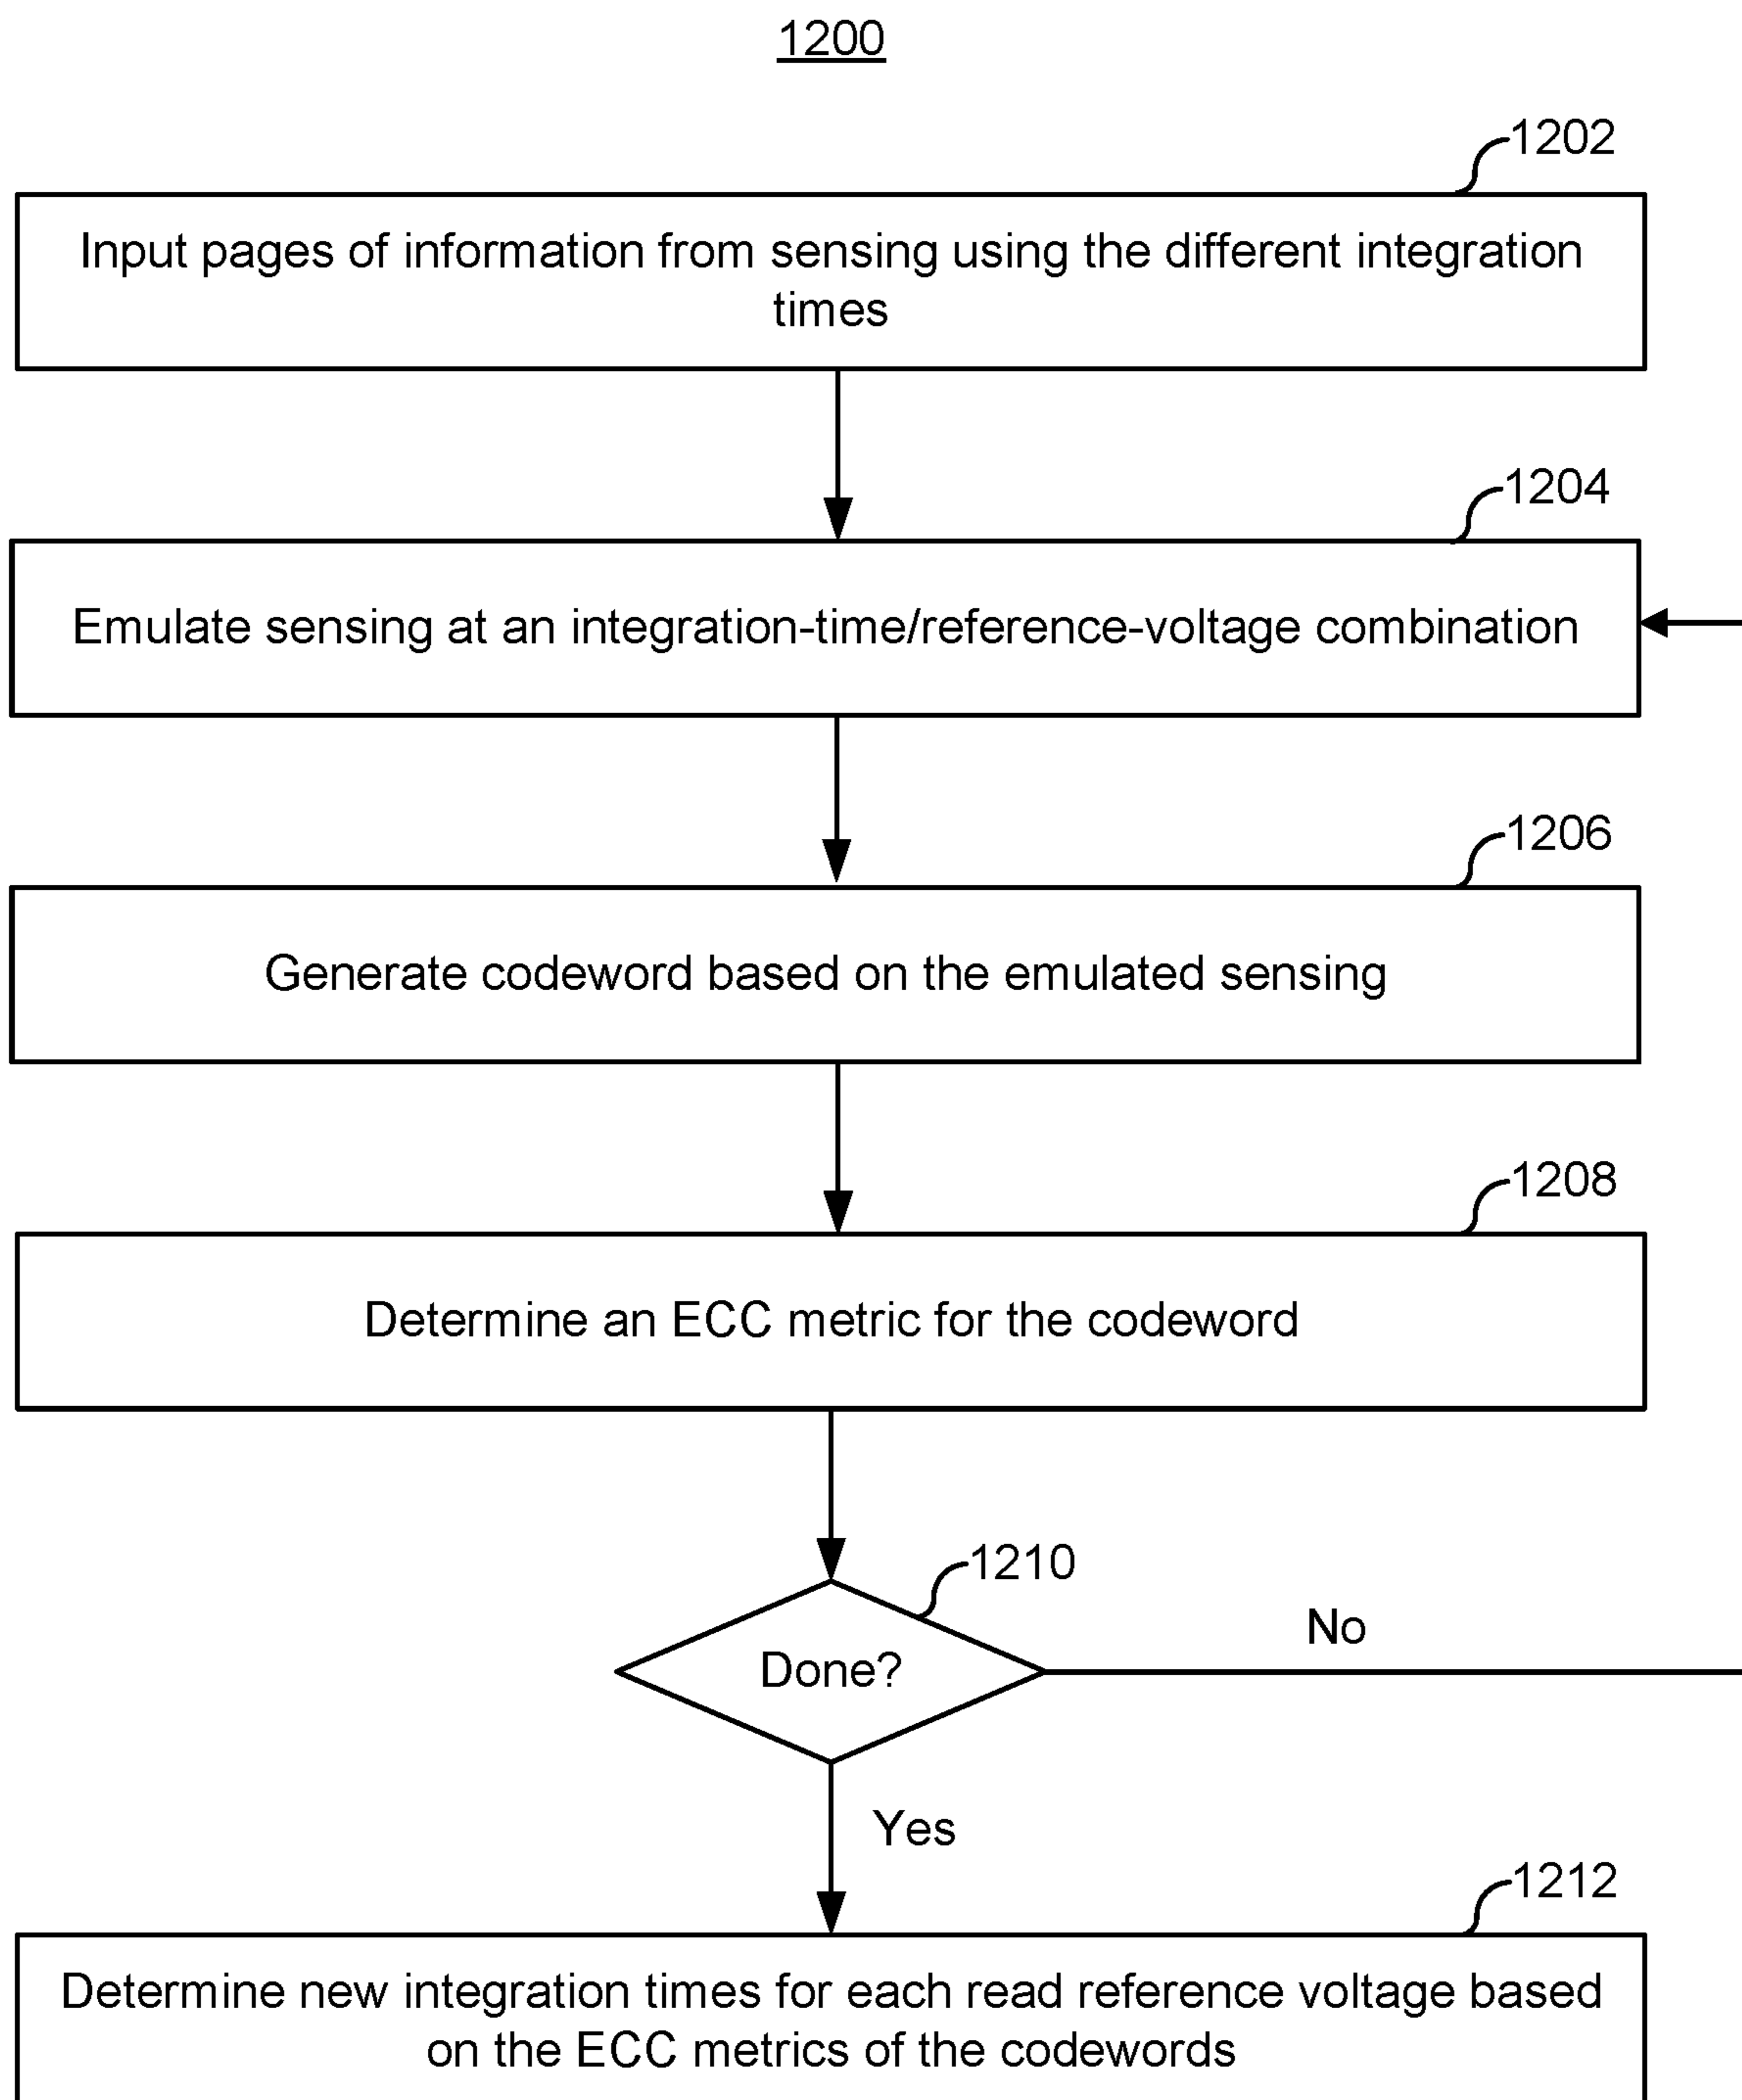 1200
1202
Input pages of information from sensing using the different integration
times
1204
Emulate sensing at an integration-time/reference-voltage combination
1206
Generate codeword based on the emulated sensing
1208
Determine an ECC metric for the codeword
1210
Done?
No
Yes
1212
Determine new integration times for each read reference voltage based
on the ECC metrics of the codewords